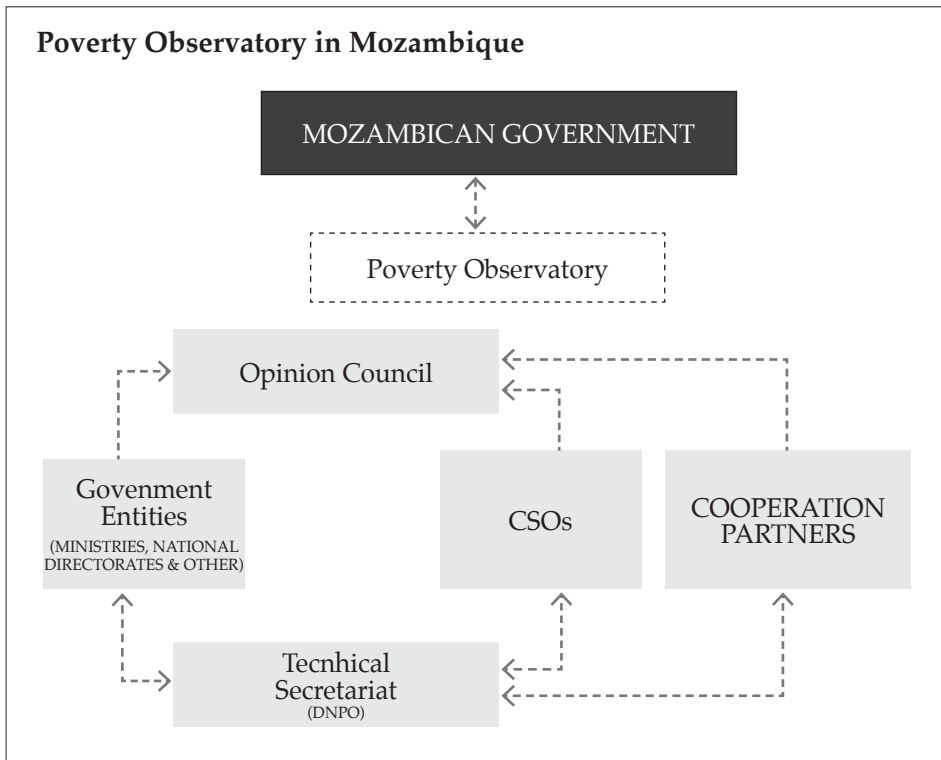 Poverty Observatory in Mozambique
MOZAMBICAN GOVERNMENT
Poverty Observatory
Opinion Council
Govenment
Entities
(MINISTRIES, NATIONAL
DIRECTORATES & OTHER)
CSOs
COOPERATION
PARTNERS
Tecnhical
Secretariat
(DNPO)